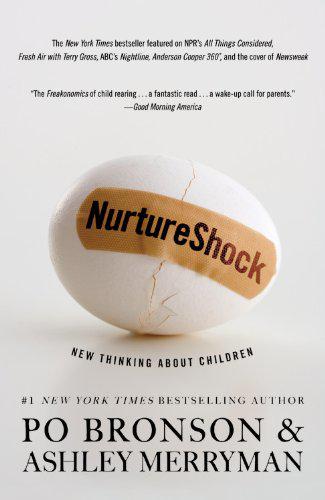 The New York Times bestseller featured on NPR's All Things Considered,
Fresh Air with Terry Gross, ABC's Nightline, Anderson Cooper 360°, and the cover of Newsweek
"The Freakonomics of child rearing . . . a fantastic read . . . a wake-up call for parents."
—Good Morning America
NurtureShock
NEW THINKING ABOUT CHILDREN
#1 NEW YORK TIMES BESTSELLING AUTHOR
PO BRONSON &
ASHLEY MERRYMAN